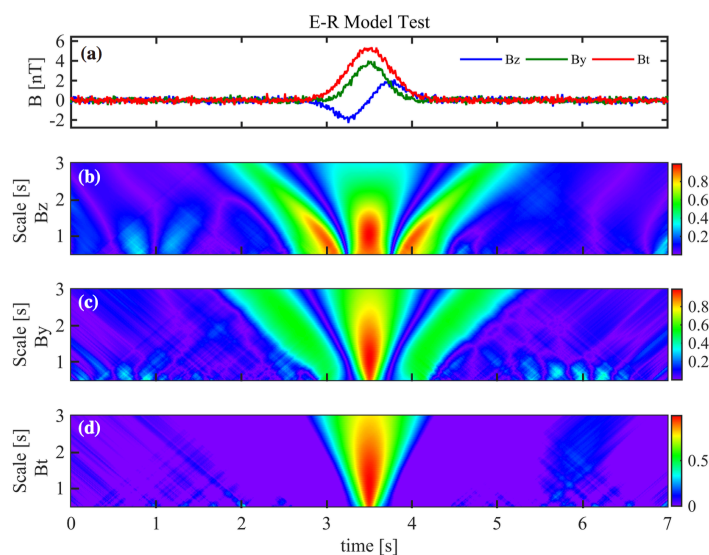 E-R Model Test
(a)
6
4
2
0
-2
B [nT]
Bz
By
Bt
(b)
3
2
1
Scale [s]
Bz
0.8
0.6
0.4
0.2
(c)
3
2
1
Scale [s]
By
0.8
0.6
0.4
0.2
(d)
3
2
1
Scale [s]
Bt
0.5
0
0 1 2 3 4 5 6 7
time [s]